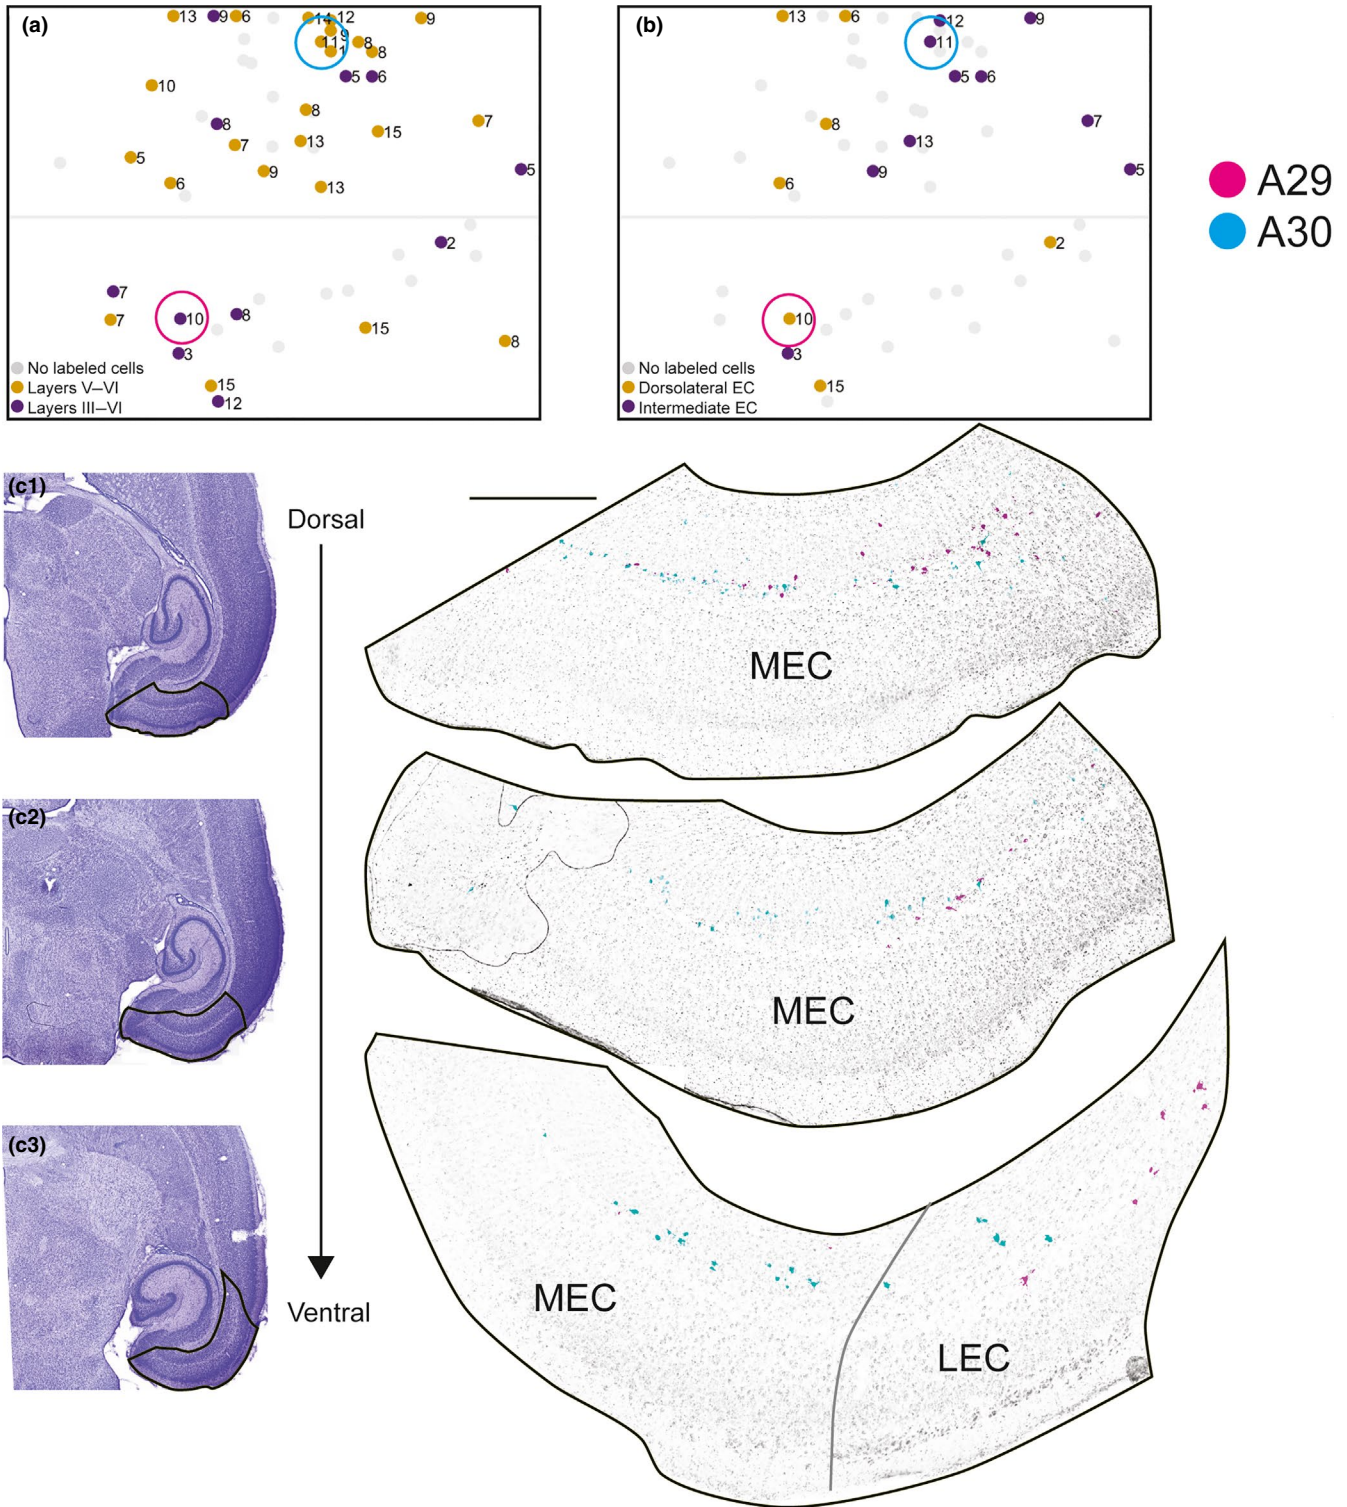 (a)
13
9
6
14
12
9
9
11
1
8
8
5
6
10
8
8
7
13
15
7
5
6
9
13
5
2
7
7
10
8
15
8
3
15
12
No labeled cells
Layers V–VI
Layers III–VI
(b)
13
6
12
9
11
5
6
8
13
7
9
6
5
2
10
3
15
No labeled cells
Dorsolateral EC
Intermediate EC
A29
A30
(c1)
Dorsal
MEC
(c2)
MEC
(c3)
Ventral
MEC
LEC